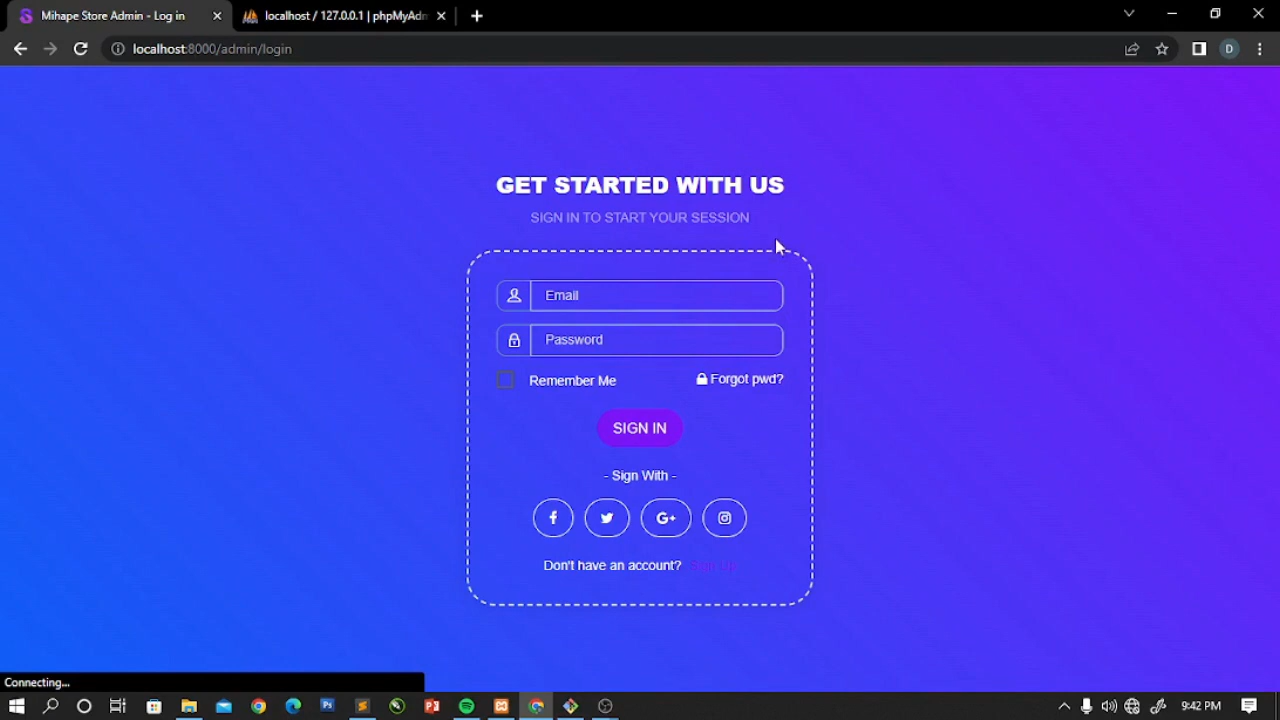 Mihape Store Admin - Log in
localhost / 127.0.0.1 | phpMyAdm
localhost:8000/admin/login
D
GET STARTED WITH US
SIGN IN TO START YOUR SESSION
Email
Password
Remember Me
Forgot pwd?
SIGN IN
- Sign With -
Don't have an account? Sign Up
Connecting...
9:42 PM